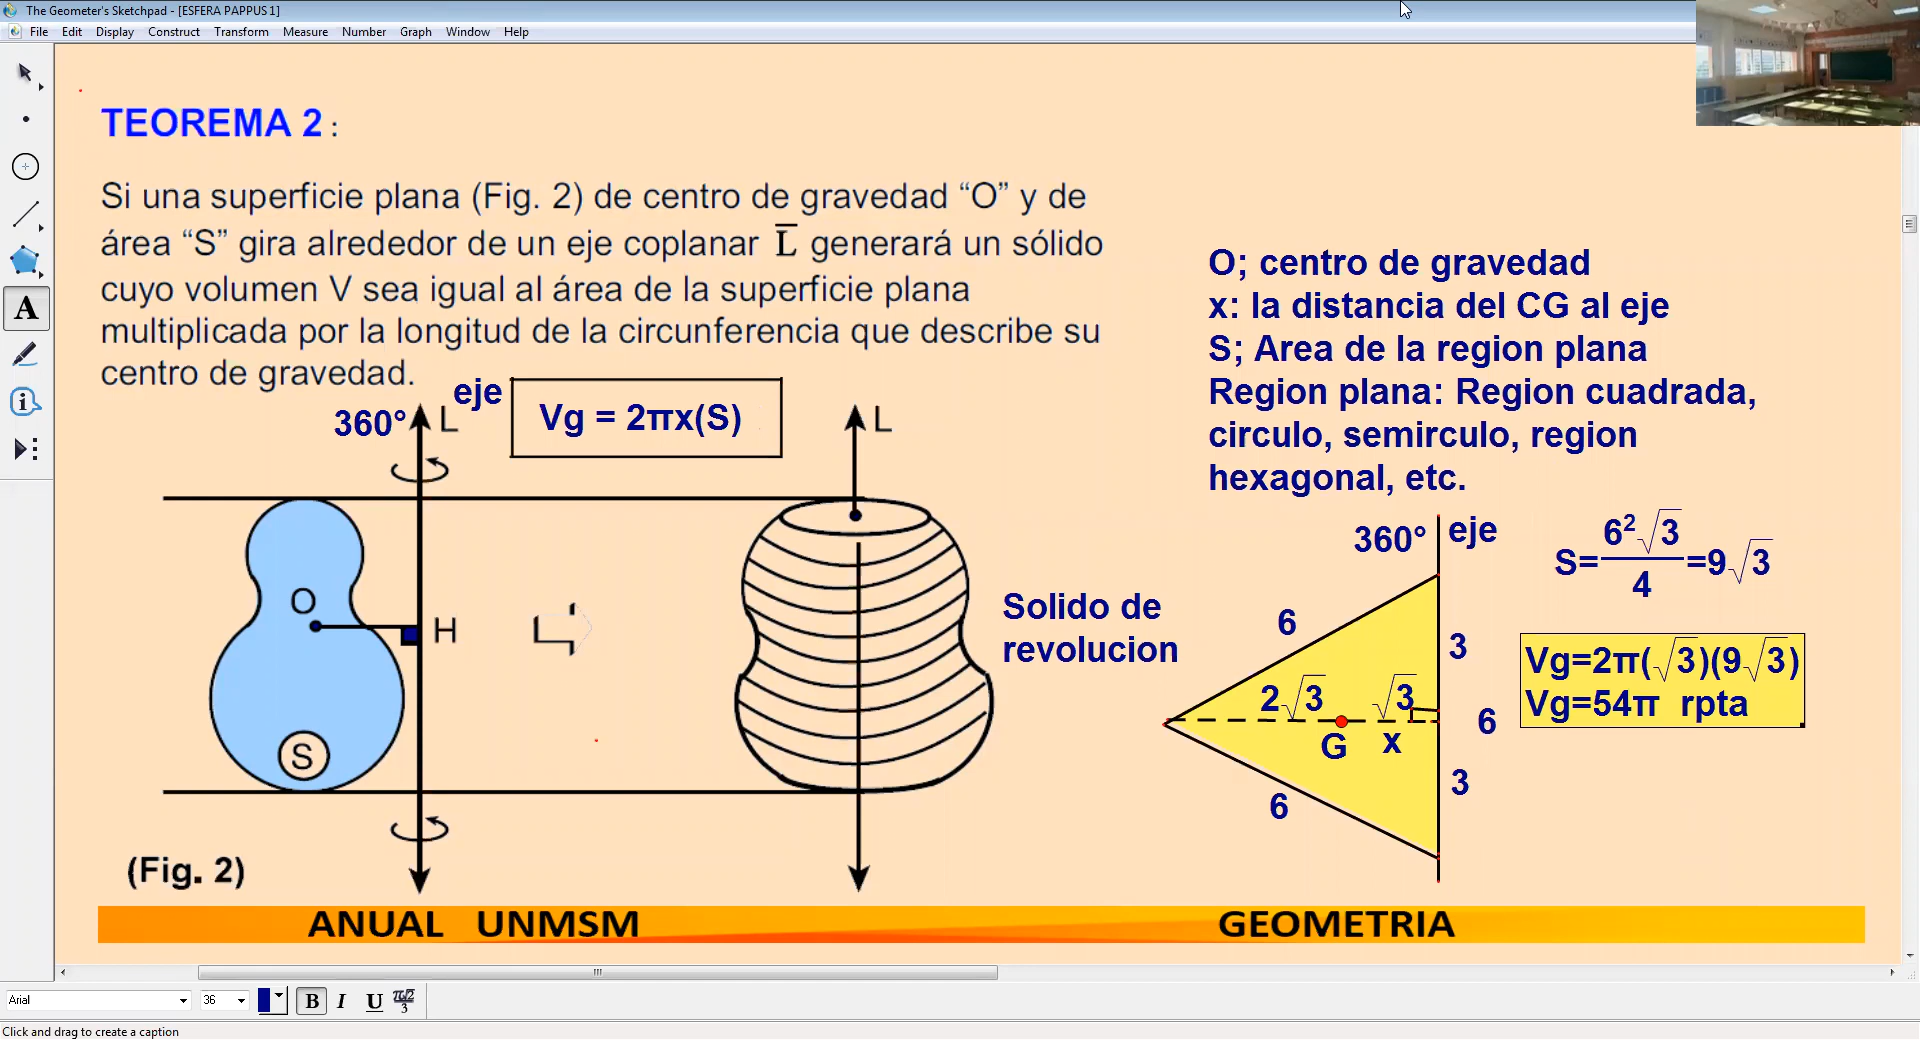 The Geometer's Sketchpad - [ESFERA PAPPUS 1]
File Edit Display Construct Transform Measure Number Graph Window Help
TEOREMA 2 :
Si una superficie plana (Fig. 2) de centro de gravedad “O” y de
área “S” gira alrededor de un eje coplanar L̅ generará un sólido
cuyo volumen V sea igual al área de la superficie plana
multiplicada por la longitud de la circunferencia que describe su
centro de gravedad.
eje
360°
L
Vg = 2πx(S)
L
O
H
S
(Fig. 2)
Solido de
revolucion
O; centro de gravedad
x: la distancia del CG al eje
S; Area de la region plana
Region plana: Region cuadrada,
circulo, semirculo, region
hexagonal, etc.
360° eje
S=6²√3/4=9√3
6
3
2√3 √3
G x
6
6
3
Vg=2π(√3)(9√3)
Vg=54π rpta
ANUAL UNMSM GEOMETRIA
A
Arial 36 B I U
Click and drag to create a caption